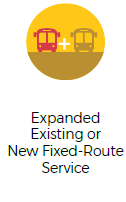 Expanded
Existing or
New Fixed-Route
Service